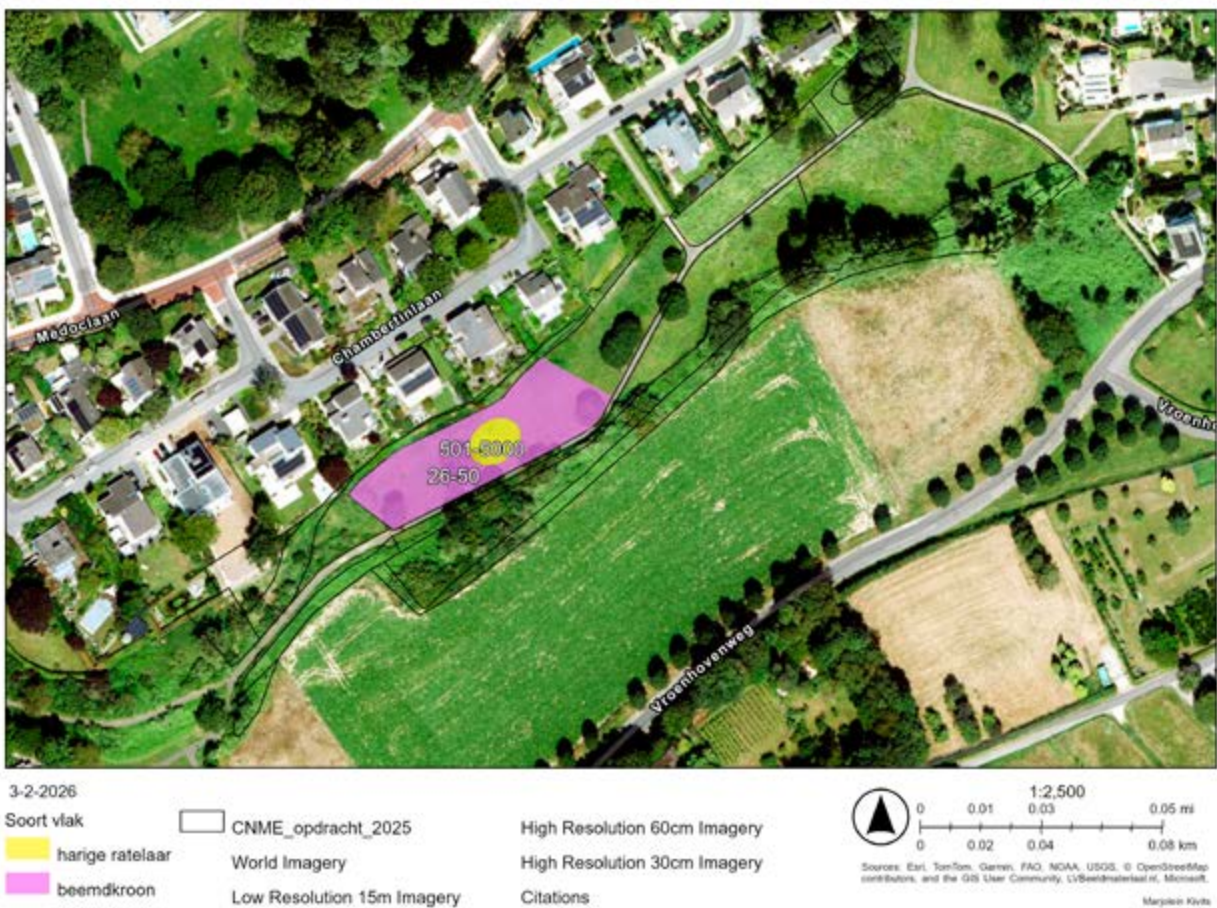 Medoclaan
Chambertinlaan
501-5000
26-50
Vroenho
Vroenhovenweg
3-2-2026
Soort vlak
harige ratelaar
beemdkroon
CNME_opdracht_2025
World Imagery
Low Resolution 15m Imagery
High Resolution 60cm Imagery
High Resolution 30cm Imagery
Citations
1:2,500
0 0.01 0.03 0.05 mi
0 0.02 0.04 0.08 km
Sources: Esri, TomTom, Garmin, FAO, NOAA, USGS, © OpenStreetMap
contributors, and the GIS User Community, LVBeeldmateriaal.nl, Microsoft,
Marjolein Kivits